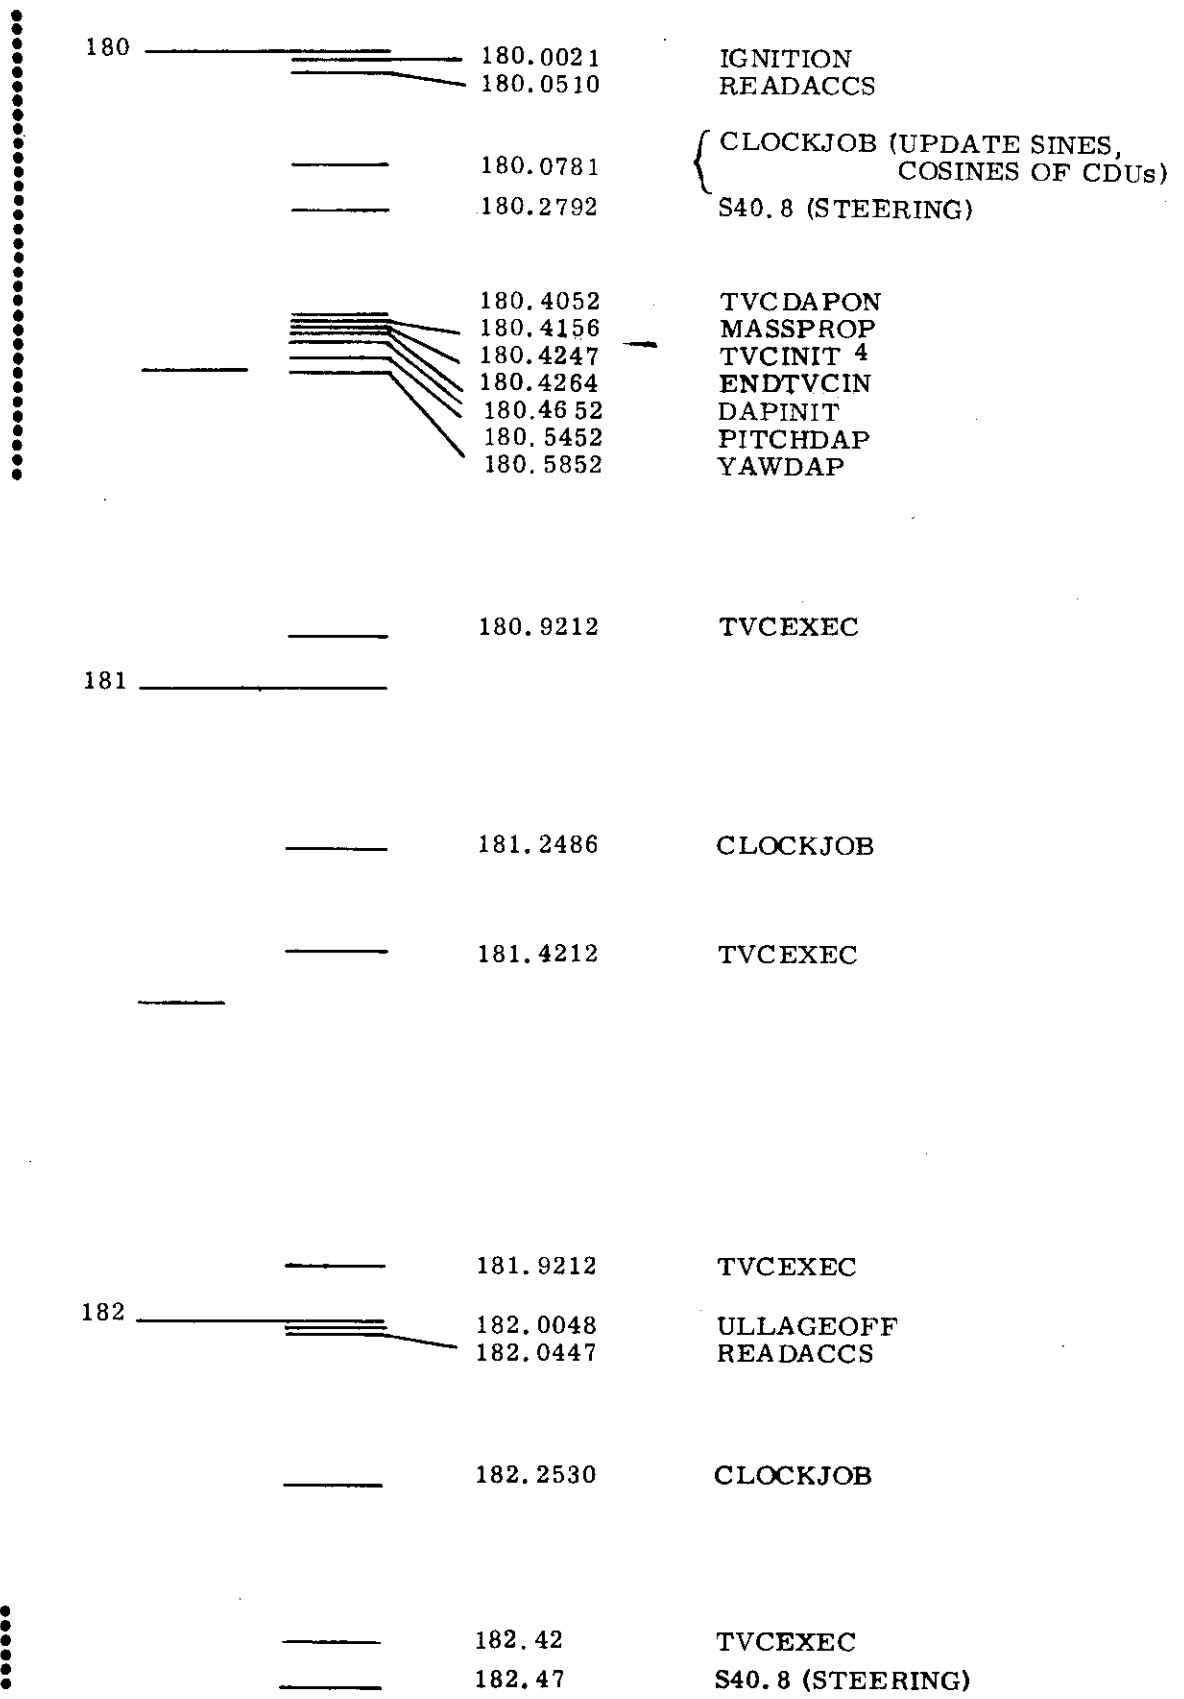 180 180.0021 IGNITION
180.0510 READACCS
180.0781 { CLOCKJOB (UPDATE SINES,
COSINES OF CDUs)
180.2792 S40.8 (STEERING)
180.4052 TVCDAPON
180.4156 MASSPROP
180.4247 TVCINIT 4
180.4264 ENDTVCIN
180.4652 DAPINIT
180.5452 PITCHDAP
180.5852 YAWDAP
180.9212 TVCEXEC
181
181.2486 CLOCKJOB
181.4212 TVCEXEC
181.9212 TVCEXEC
182 182.0048 ULLAGEOFF
182.0447 READACCS
182.2530 CLOCKJOB
182.42 TVCEXEC
182.47 S40.8 (STEERING)